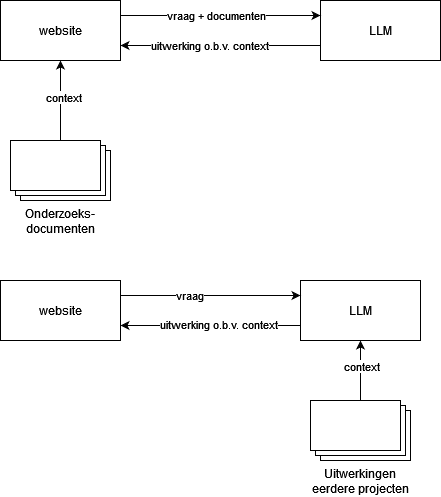 website
vraag + documenten
LLM
uitwerking o.b.v. context
context
Onderzoeks-
documenten
website
vraag
LLM
uitwerking o.b.v. context
context
Uitwerkingen
eerdere projecten